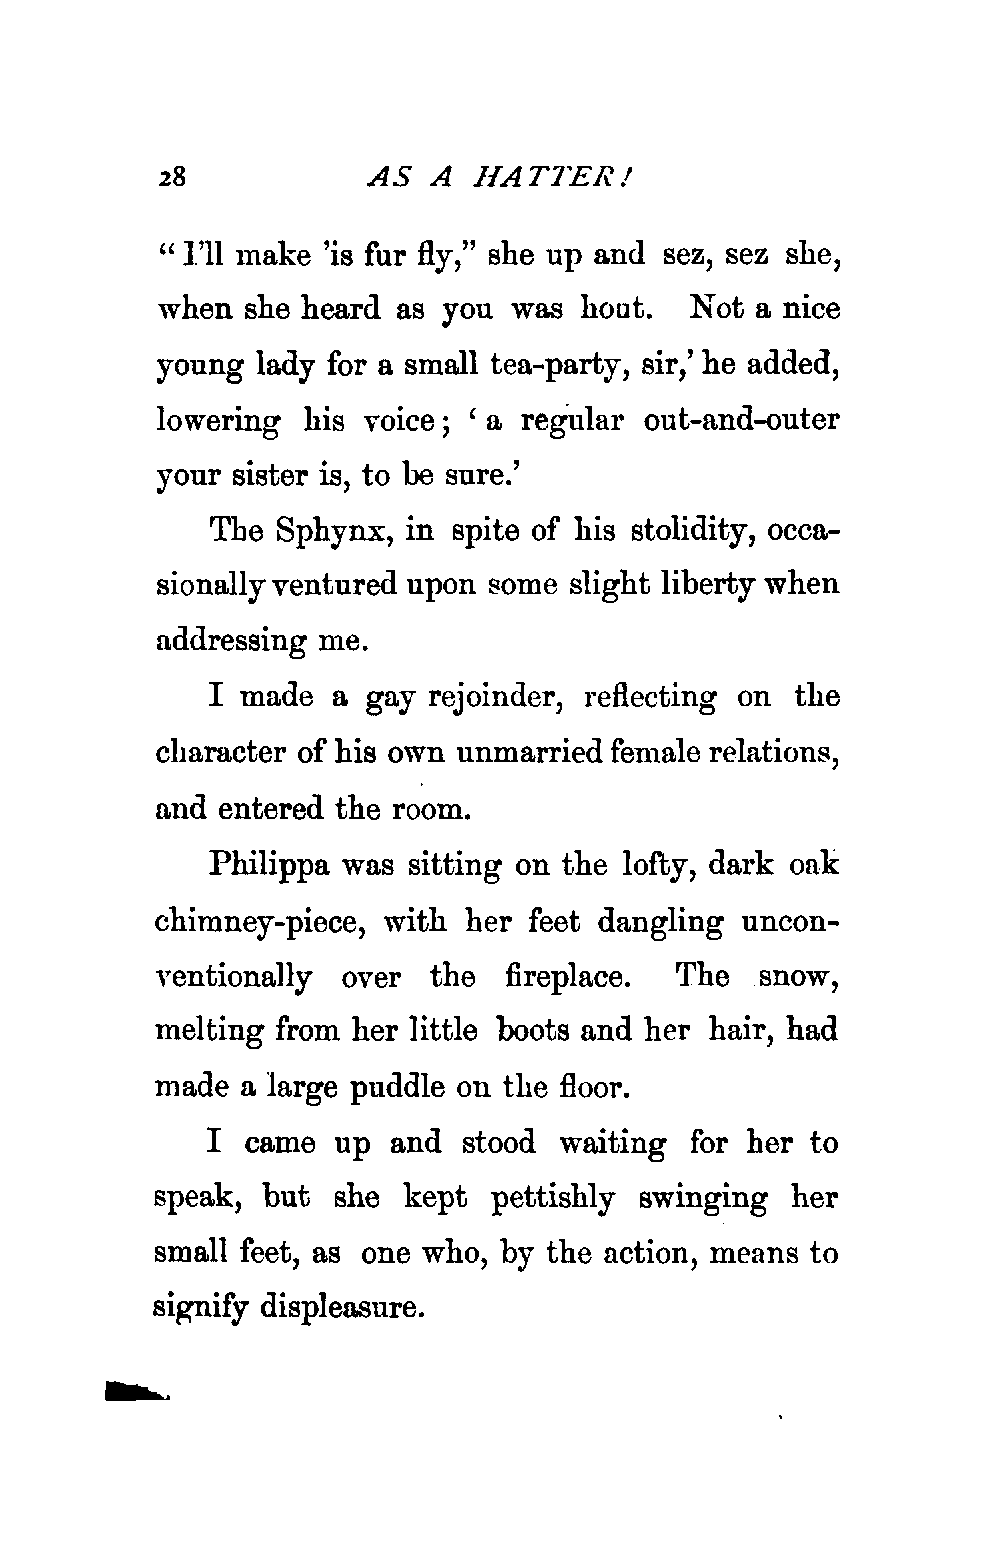 28 AS A HATTER!
“ I’ll make ’is fur fly,” she up and sez, sez she,
when she heard as you was hout. Not a nice
young lady for a small tea-party, sir,’ he added,
lowering his voice; ‘ a regular out-and-outer
your sister is, to be sure.’
The Sphynx, in spite of his stolidity, occa-
sionally ventured upon some slight liberty when
addressing me.
I made a gay rejoinder, reflecting on the
character of his own unmarried female relations,
and entered the room.
Philippa was sitting on the lofty, dark oak
chimney-piece, with her feet dangling uncon-
ventionally over the fireplace. The snow,
melting from her little boots and her hair, had
made a large puddle on the floor.
I came up and stood waiting for her to
speak, but she kept pettishly swinging her
small feet, as one who, by the action, means to
signify displeasure.